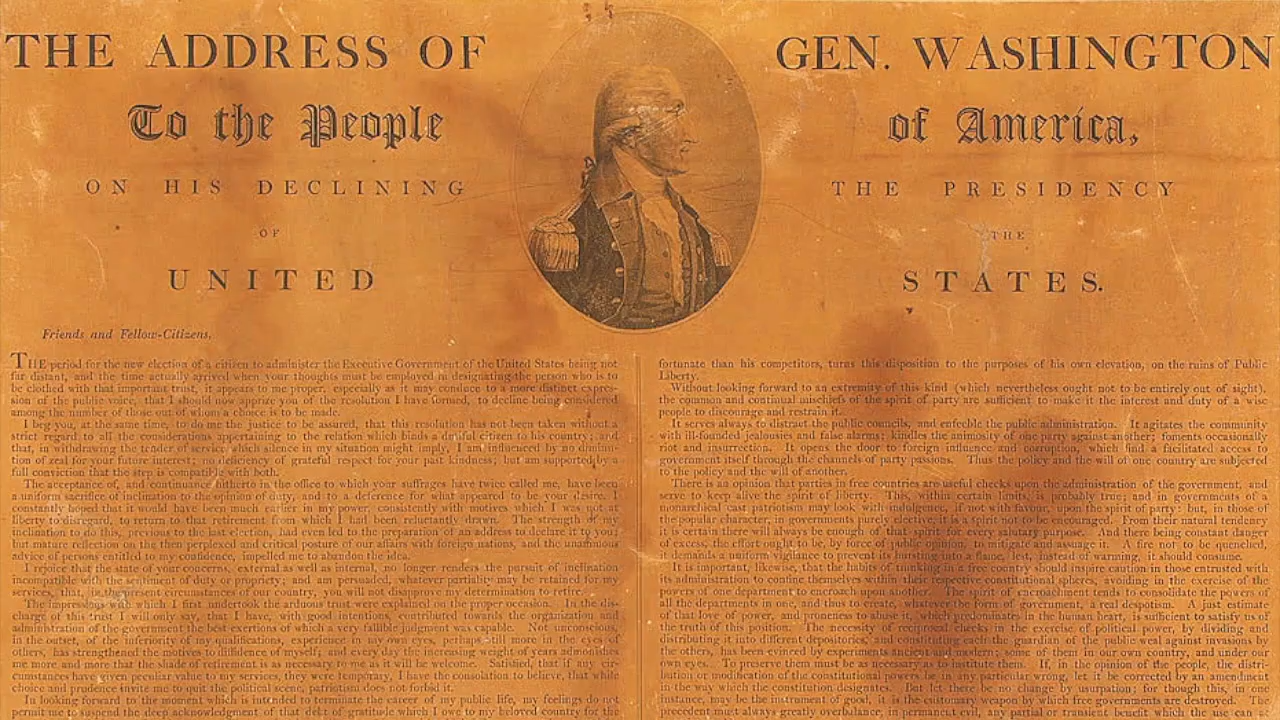 THE ADDRESS OF GEN. WASHINGTON
To the People of America,
ON HIS DECLINING THE PRESIDENCY
OF THE
UNITED STATES.
Friends and Fellow-Citizens,
THE period for the new election of a citizen to administer the Executive Government of the United States being not
far distant, and the time actually arrived when your thoughts must be employed in designating the person who is to
be clothed with that important trust, it appears to me proper, especially as it may conduce to a more distinct expres-
sion of the public voice, that I should now apprize you of the resolution I have formed, to decline being considered
among the number of those out of whom a choice is to be made.
I beg you, at the same time, to do me the justice to be assured, that this resolution has not been taken without a
strict regard to all the considerations appertaining to the relation which binds a dutiful citizen to his country; and
that, in withdrawing the tender of service which silence in my situation might imply, I am influenced by no diminu-
tion of zeal for your future interest; no deficiency of grateful respect for your past kindness; but am supported by a
full conviction that the step is compatible with both.
The acceptance of, and continuance hitherto in the office to which your suffrages have twice called me, have been
a uniform sacrifice of inclination to the opinion of duty, and to a deference for what appeared to be your desire. I
constantly hoped that it would have been much earlier in my power, consistently with motives which I was not at
liberty to disregard, to return to that retirement from which I had been reluctantly drawn. The strength of my
inclination to do this, previous to the last election, had even led to the preparation of an address to declare it to you;
but mature reflection on the then perplexed and critical posture of our affairs with foreign nations, and the unanimous
advice of persons entitled to my confidence, impelled me to abandon the idea.
I rejoice that the state of your concerns, external as well as internal, no longer renders the pursuit of inclination
incompatible with the sentiment of duty or propriety; and am persuaded, whatever partiality may be retained for my
services, that, in the present circumstances of our country, you will not disapprove my determination to retire.
The impressions with which I first undertook the arduous trust were explained on the proper occasion. In the dis-
charge of this trust I will only say, that I have, with good intentions, contributed towards the organization and
administration of the government the best exertions of which a very fallible judgment was capable. Not unconscious,
in the outset, of the inferiority of my qualifications, experience in my own eyes, perhaps still more in the eyes of
others, has strengthened the motives to diffidence of myself; and every day the increasing weight of years admonishes
me more and more that the shade of retirement is as necessary to me as it will be welcome. Satisfied, that if any cir-
cumstances have given peculiar value to my services, they were temporary, I have the consolation to believe, that while
choice and prudence invite me to quit the political scene, patriotism does not forbid it.
In looking forward to the moment which is intended to terminate the career of my public life, my feelings do not
permit me to suspend the deep acknowledgment of that debt of gratitude which I owe to my beloved country for the
fortunate than his competitors, turns this disposition to the purposes of his own elevation, on the ruins of Public
Liberty.
Without looking forward to an extremity of this kind (which nevertheless ought not to be entirely out of sight),
the common and continual mischiefs of the spirit of party are sufficient to make it the interest and duty of a wise
people to discourage and restrain it.
It serves always to distract the public councils, and enfeeble the public administration. It agitates the community
with ill-founded jealousies and false alarms; kindles the animosity of one party against another; foments occasionally
riot and insurrection. It opens the door to foreign influence and corruption, which find a facilitated access to
government itself through the channels of party passions. Thus the policy and the will of one country are subjected
to the policy and the will of another.
There is an opinion that parties in free countries are useful checks upon the administration of the government, and
serve to keep alive the spirit of liberty. This, within certain limits, is probably true; and in governments of a
monarchical cast patriotism may look with indulgence, if not with favour, upon the spirit of party: but, in those of
the popular character, in governments purely elective, it is a spirit not to be encouraged. From their natural tendency
it is certain there will always be enough of that spirit for every salutary purpose. And there being constant danger
of excess, the effort ought to be, by force of public opinion, to mitigate and assuage it. A fire not to be quenched,
it demands a uniform vigilance to prevent its bursting into a flame, lest, instead of warming, it should consume.
It is important, likewise, that the habits of thinking in a free country should inspire caution in those entrusted with
its administration to confine themselves within their respective constitutional spheres, avoiding in the exercise of the
powers of one department to encroach upon another. The spirit of encroachment tends to consolidate the powers of
all the departments in one, and thus to create, whatever the form of government, a real despotism. A just estimate
of that love of power, and proneness to abuse it, which predominates in the human heart, is sufficient to satisfy us of
the truth of this position. The necessity of reciprocal checks in the exercise of political power, by dividing and
distributing it into different depositories, and constituting each the guardian of the public weal against invasions by
the others, has been evinced by experiments ancient and modern; some of them in our own country, and under our
own eyes. To preserve them must be as necessary as to institute them. If, in the opinion of the people, the distri-
bution or modification of the constitutional powers be in any particular wrong, let it be corrected by an amendment
in the way which the constitution designates. But let there be no change by usurpation; for though this, in one
instance, may be the instrument of good, it is the customary weapon by which free governments are destroyed. The
precedent must always greatly overbalance, in permanent evil, any partial or transient benefit which the use can at